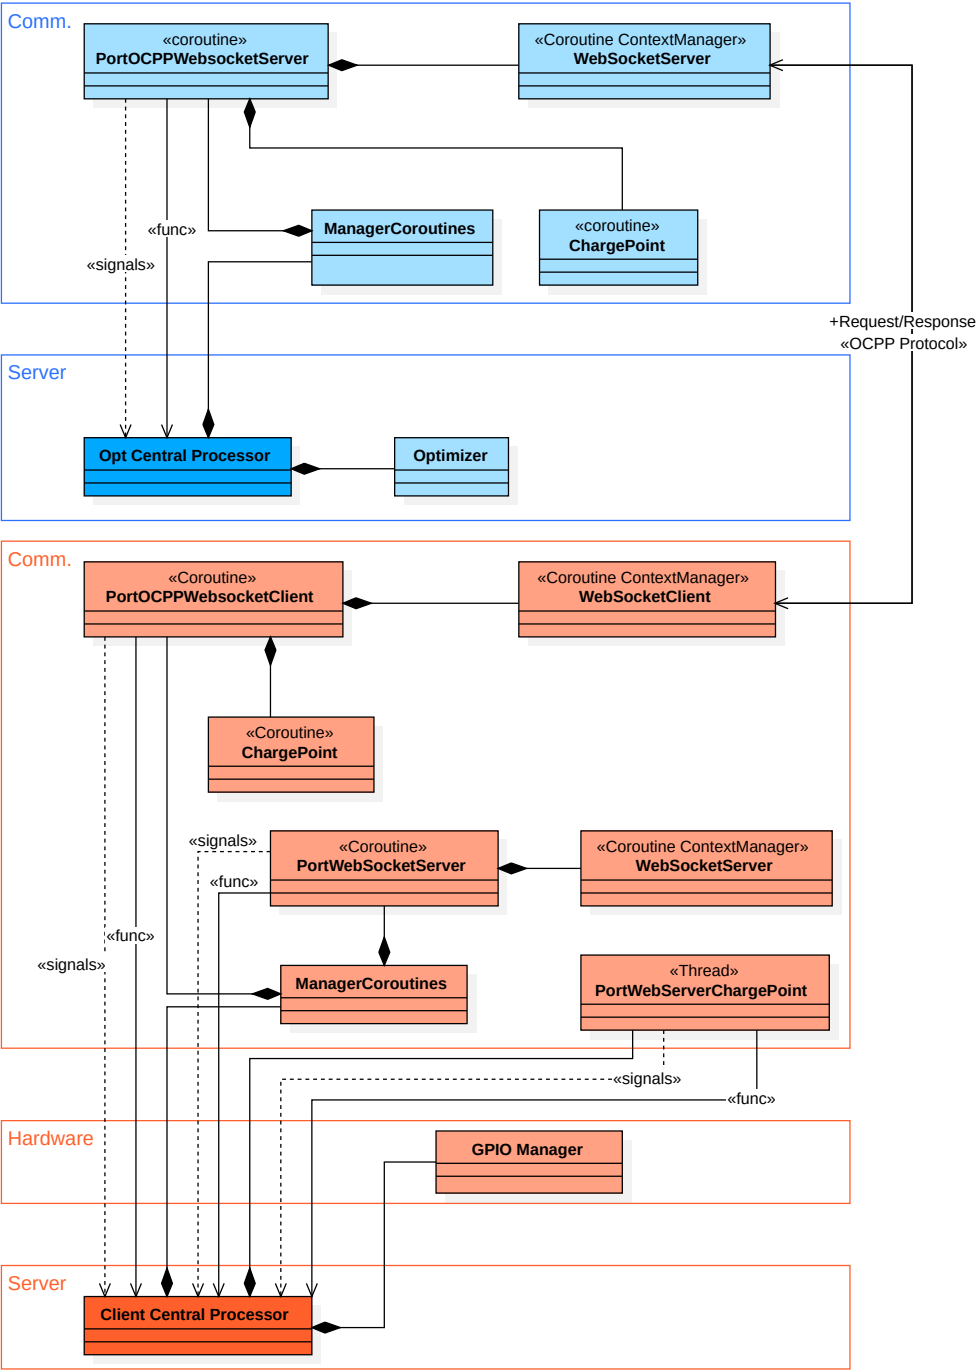 Comm.
«coroutine»
PortOCPPWebsocketServer
«Coroutine ContextManager»
WebSocketServer
«func»
«signals»
ManagerCoroutines
«coroutine»
ChargePoint
+Request/Response
«OCPP Protocol»
Server
Opt Central Processor
Optimizer
Comm.
«Coroutine»
PortOCPPWebsocketClient
«Coroutine ContextManager»
WebSocketClient
«Coroutine»
ChargePoint
«signals»
«func»
«Coroutine»
PortWebSocketServer
«Coroutine ContextManager»
WebSocketServer
«func»
«signals»
ManagerCoroutines
«Thread»
PortWebServerChargePoint
«signals»
«func»
Hardware
GPIO Manager
Server
Client Central Processor